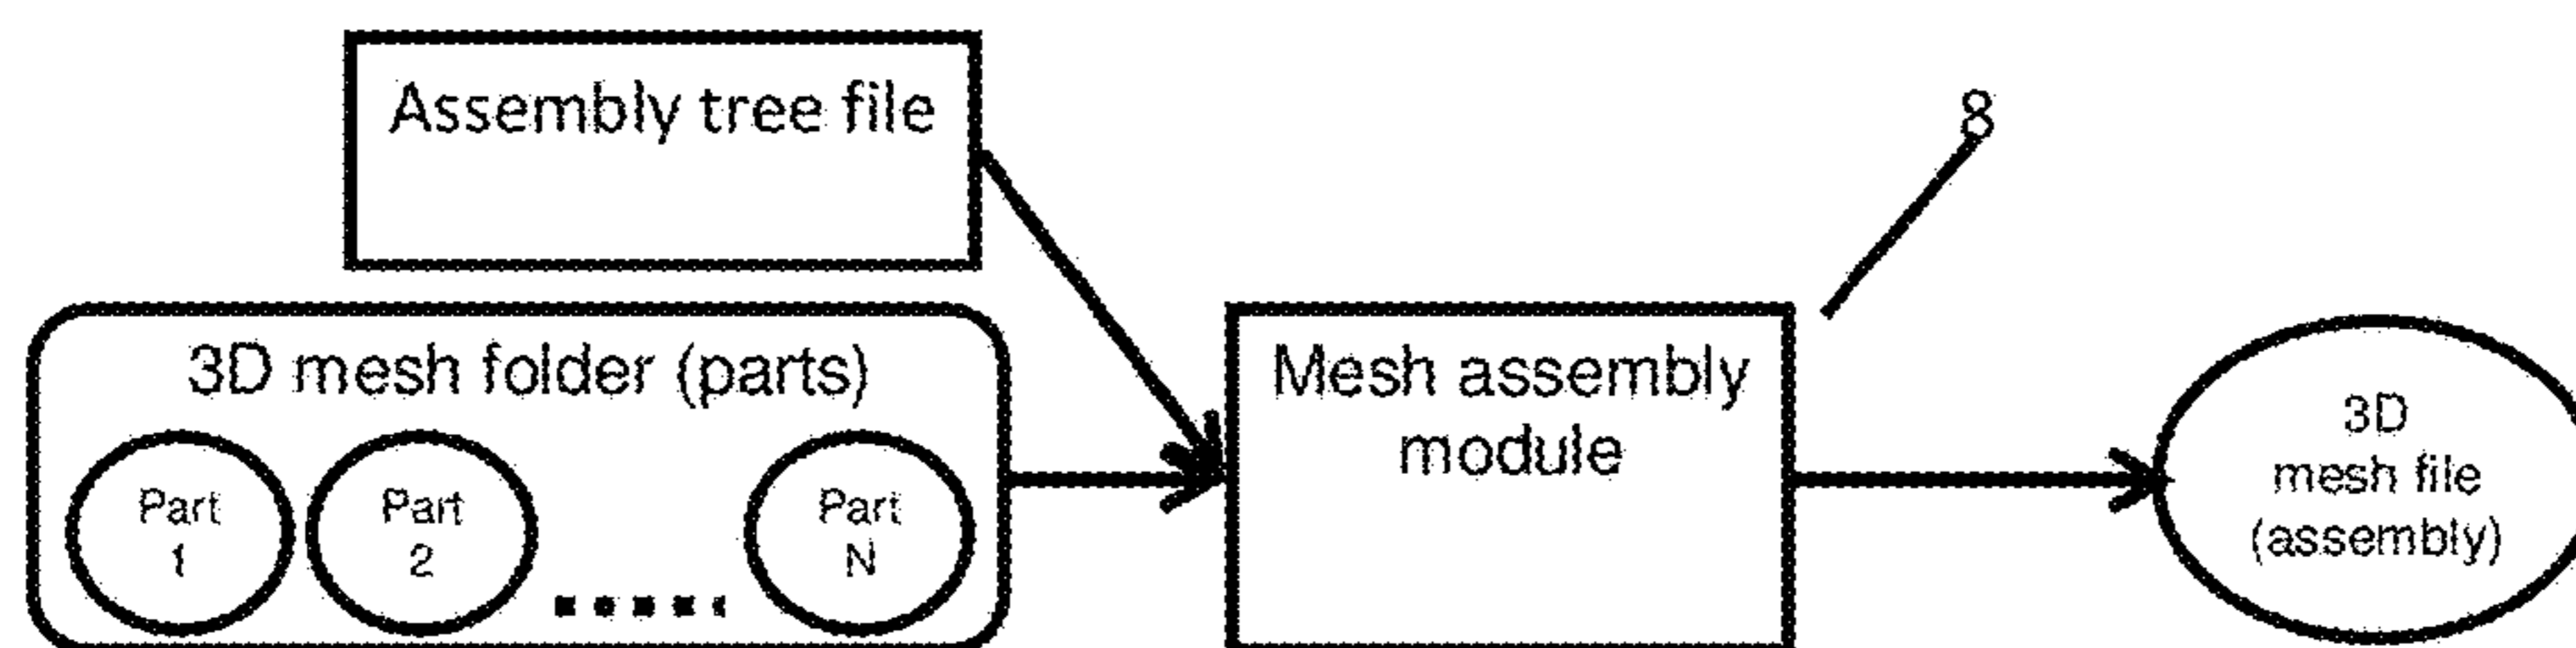 Assembly tree file
8
3D mesh folder (parts)
Part
1
Part
2
Part
N
Mesh assembly
module
3D
mesh file
(assembly)